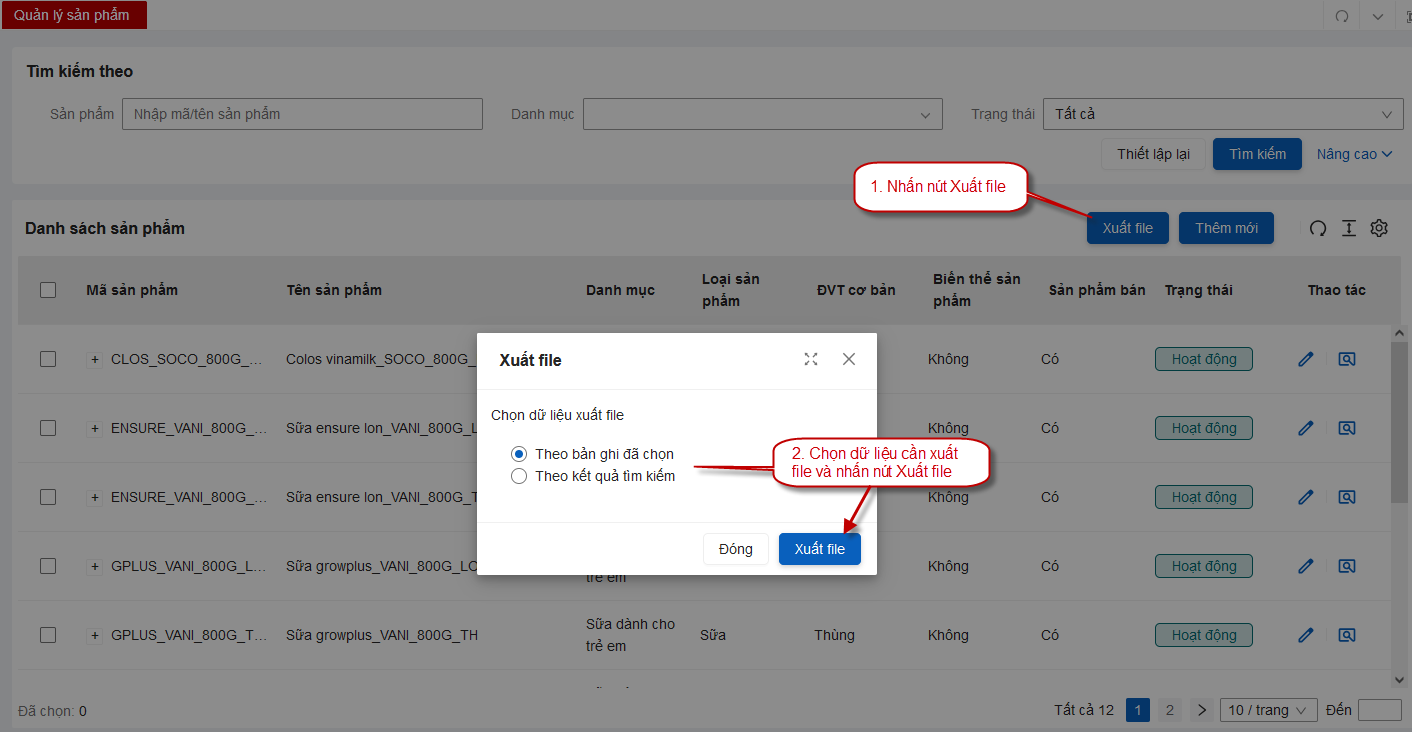 Quản lý sản phẩm
Tìm kiếm theo
Sản phẩm
Nhập mã/tên sản phẩm
Danh mục
Trạng thái
Tất cả
Thiết lập lại
Tìm kiếm
Nâng cao
1. Nhấn nút Xuất file
Danh sách sản phẩm
Xuất file
Thêm mới
Mã sản phẩm
Tên sản phẩm
Danh mục
Loại sản
phẩm
ĐVT cơ bản
Biến thể sản
phẩm
Sản phẩm bán
Trạng thái
Thao tác
+ CLOS_SOCO_800G_...
Colos vinamilk_SOCO_800G_
Không
Có
Hoạt động
+ ENSURE_VANI_800G_...
Sữa ensure lon_VANI_800G_L
Không
Có
Hoạt động
+ ENSURE_VANI_800G_...
Sữa ensure lon_VANI_800G_T
Không
Có
Hoạt động
+ GPLUS_VANI_800G_L...
Sữa growplus_VANI_800G_LO
trẻ em
Không
Có
Hoạt động
+ GPLUS_VANI_800G_T...
Sữa growplus_VANI_800G_TH
Sữa dành cho
trẻ em
Sữa
Thùng
Không
Có
Hoạt động
Xuất file
Chọn dữ liệu xuất file
Theo bản ghi đã chọn
Theo kết quả tìm kiếm
2. Chọn dữ liệu cần xuất
file và nhấn nút Xuất file
Đóng
Xuất file
Đã chọn: 0
Tất cả 12
1
2
10 / trang
Đến